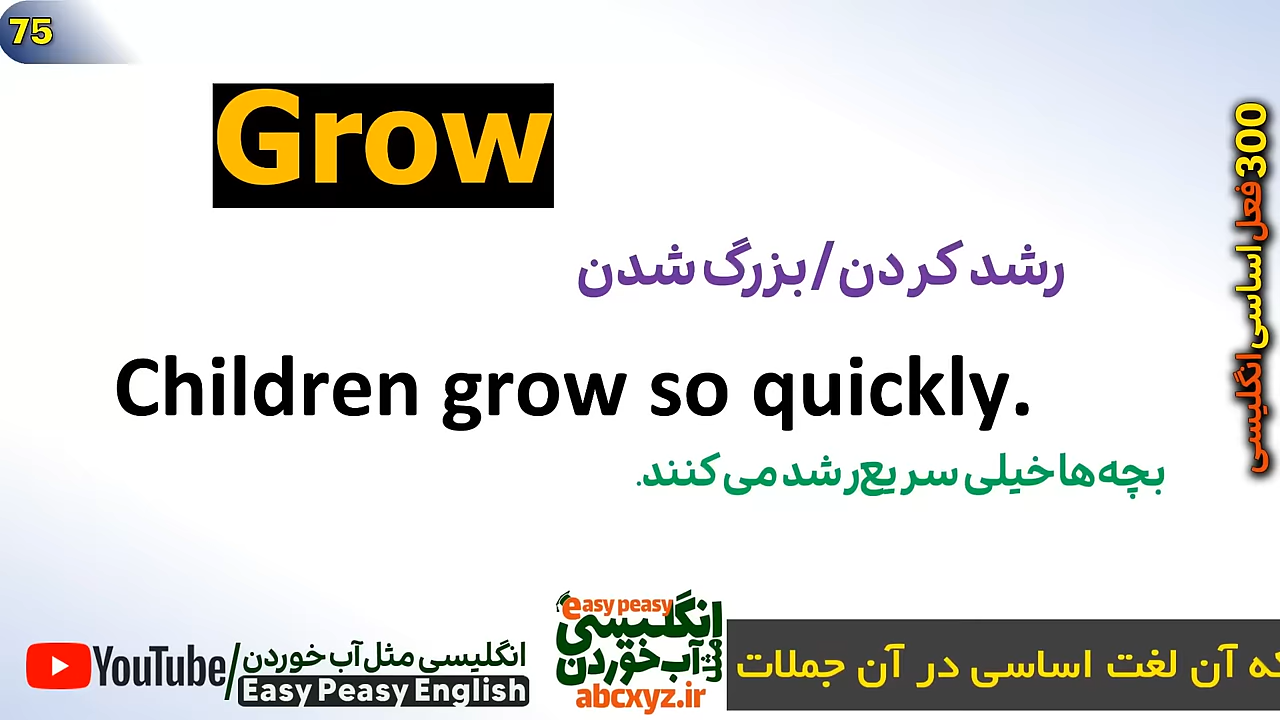 75
Grow
رشد کردن/بزرگ شدن
Children grow so quickly.
بچه‌ها خیلی سریع رشد می‌کنند.
300 فعل اساسی انگلیسی
YouTube/انگلیسی مثل آب خوردن
Easy Peasy English
easy peasy
انگلیسی
مثل
آب خوردن
abcxyz.ir
که آن لغت اساسی در آن جملات